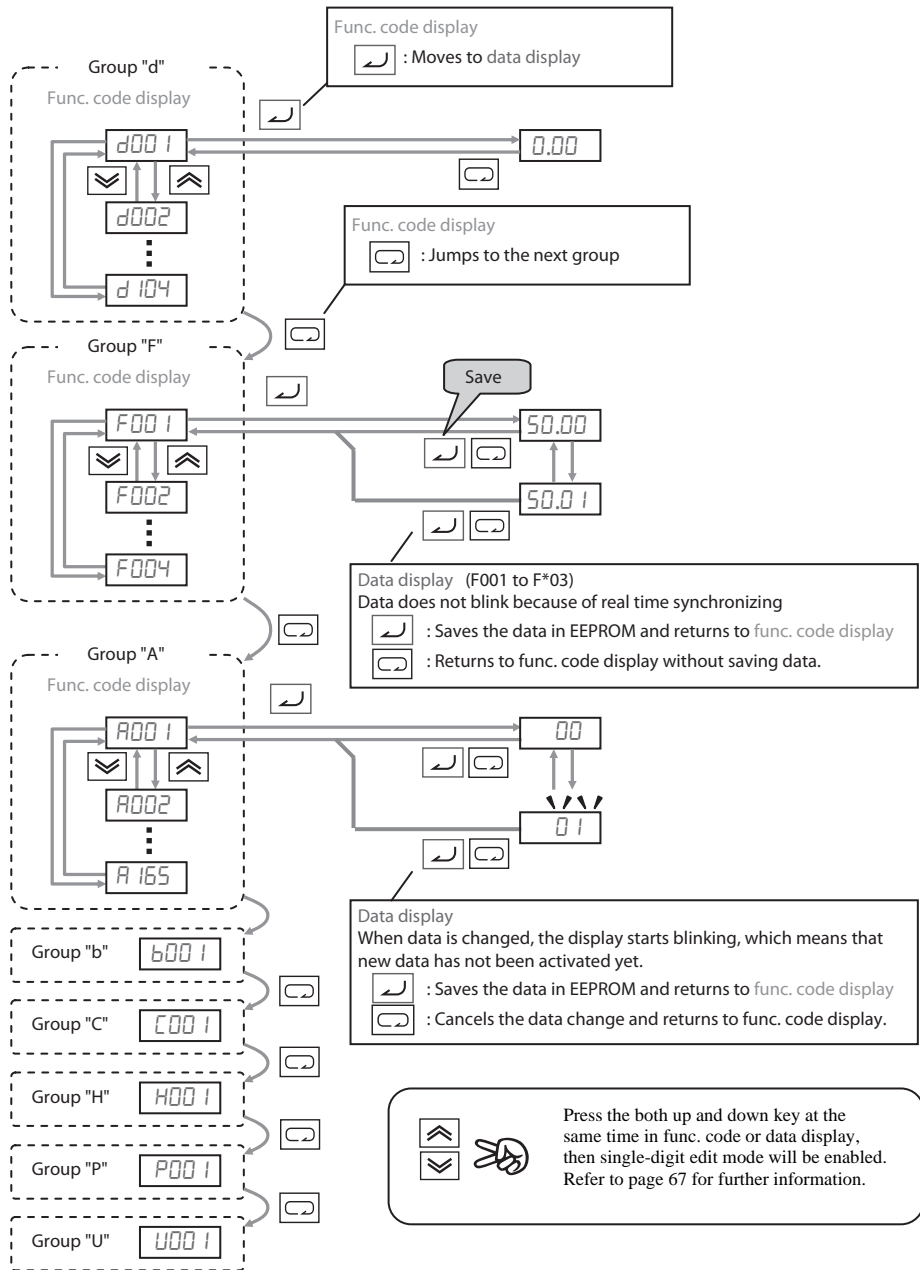 Func. code display
: Moves to data display
Group "d"
Func. code display
d001
0.00
d002
d104
Func. code display
: Jumps to the next group
Group "F"
Func. code display
Save
F001
50.00
F002
50.01
F004
Data display (F001 to F*03)
Data does not blink because of real time synchronizing
: Saves the data in EEPROM and returns to func. code display
: Returns to func. code display without saving data.
Group "A"
Func. code display
A001
00
A002
01
A165
Data display
When data is changed, the display starts blinking, which means that
new data has not been activated yet.
: Saves the data in EEPROM and returns to func. code display
: Cancels the data change and returns to func. code display.
Group "b"
b001
Group "C"
C001
Group "H"
H001
Group "P"
P001
Group "U"
U001
Press the both up and down key at the
same time in func. code or data display,
then single-digit edit mode will be enabled.
Refer to page 67 for further information.